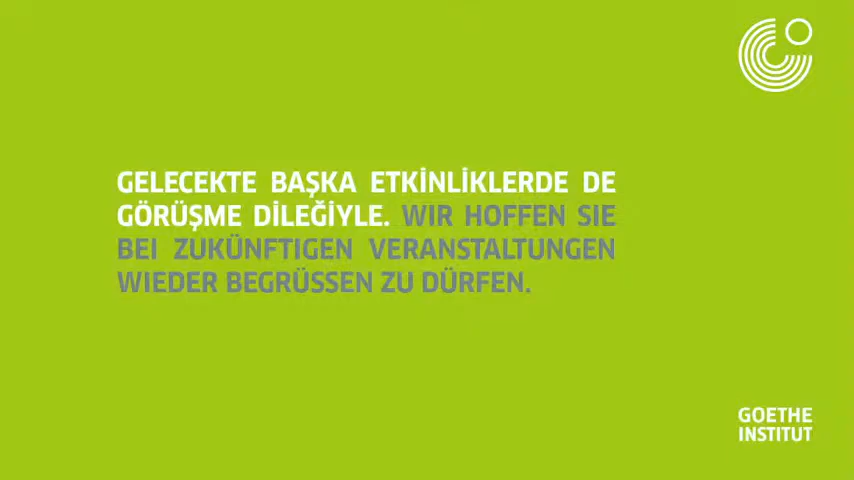 GELECEKTE BAŞKA ETKİNLİKLERDE DE
GÖRÜŞME DİLEĞİYLE. WIR HOFFEN SIE
BEI ZUKÜNFTIGEN VERANSTALTUNGEN
WIEDER BEGRÜSSEN ZU DÜRFEN.
GOETHE
INSTITUT